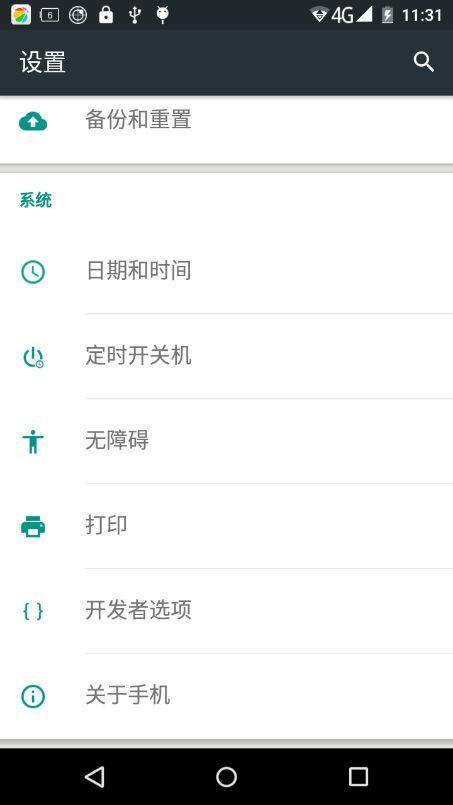 6
4G
11:31
设置
备份和重置
系统
日期和时间
定时开关机
无障碍
打印
{ } 开发者选项
关于手机